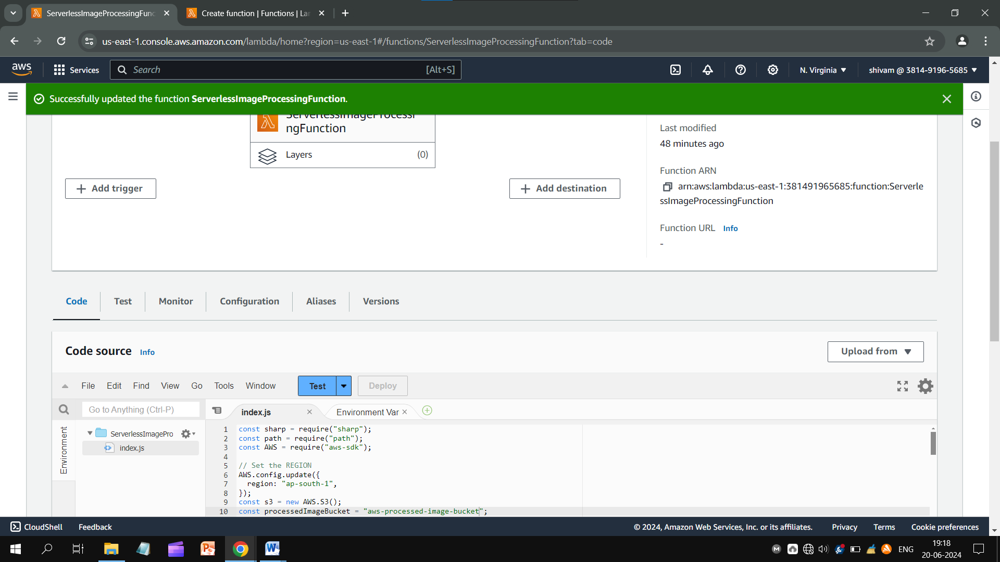 ServerlessImageProcessingFunc
Create function | Functions | Lar
us-east-1.console.aws.amazon.com/lambda/home?region=us-east-1#/functions/ServerlessImageProcessingFunction?tab=code
aws
Services
Search
[Alt+S]
N. Virginia
shivam @ 3814-9196-5685
Successfully updated the function ServerlessImageProcessingFunction.
ServerlessImageProcessi
ngFunction
Layers
(0)
Add trigger
Add destination
Last modified
48 minutes ago
Function ARN
arn:aws:lambda:us-east-1:381491965685:function:Serverle
ssImageProcessingFunction
Function URL Info
-
Code
Test
Monitor
Configuration
Aliases
Versions
Code source Info
Upload from
File
Edit
Find
View
Go
Tools
Window
Test
Deploy
Go to Anything (Ctrl-P)
index.js
Environment Var
Environment
ServerlessImagePro
index.js
1 const sharp = require("sharp");
2 const path = require("path");
3 const AWS = require("aws-sdk");
4
5 // Set the REGION
6 AWS.config.update({
7 region: "ap-south-1",
8 });
9 const s3 = new AWS.S3();
10 const processedImageBucket = "aws-processed-image-bucket";
CloudShell
Feedback
© 2024, Amazon Web Services, Inc. or its affiliates.
Privacy
Terms
Cookie preferences
ENG
19:18
20-06-2024